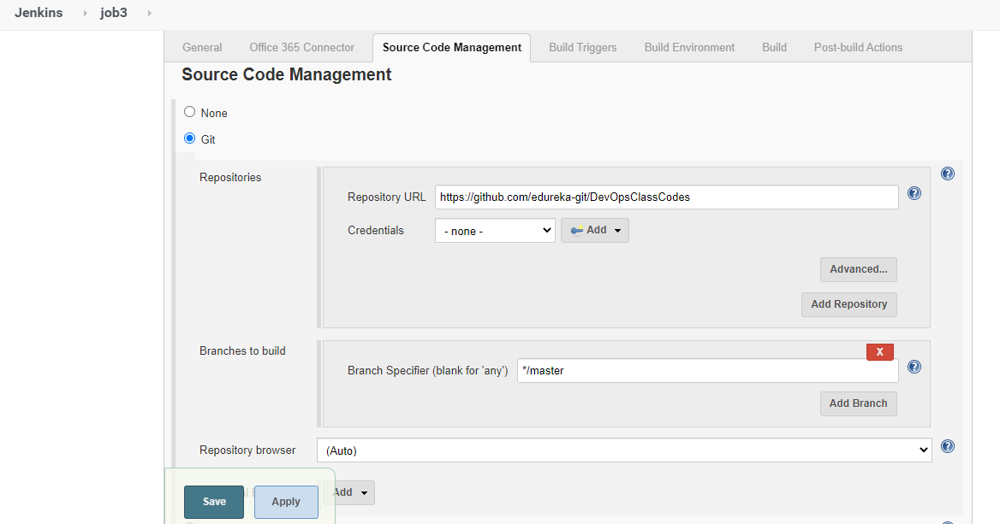 Jenkins job3
General Office 365 Connector Source Code Management Build Triggers Build Environment Build Post-build Actions
Source Code Management
None
Git
Repositories
Repository URL https://github.com/edureka-git/DevOpsClassCodes
Credentials - none - Add
Advanced...
Add Repository
Branches to build
X
Branch Specifier (blank for 'any') */master
Add Branch
Repository browser (Auto)
Add
Save Apply